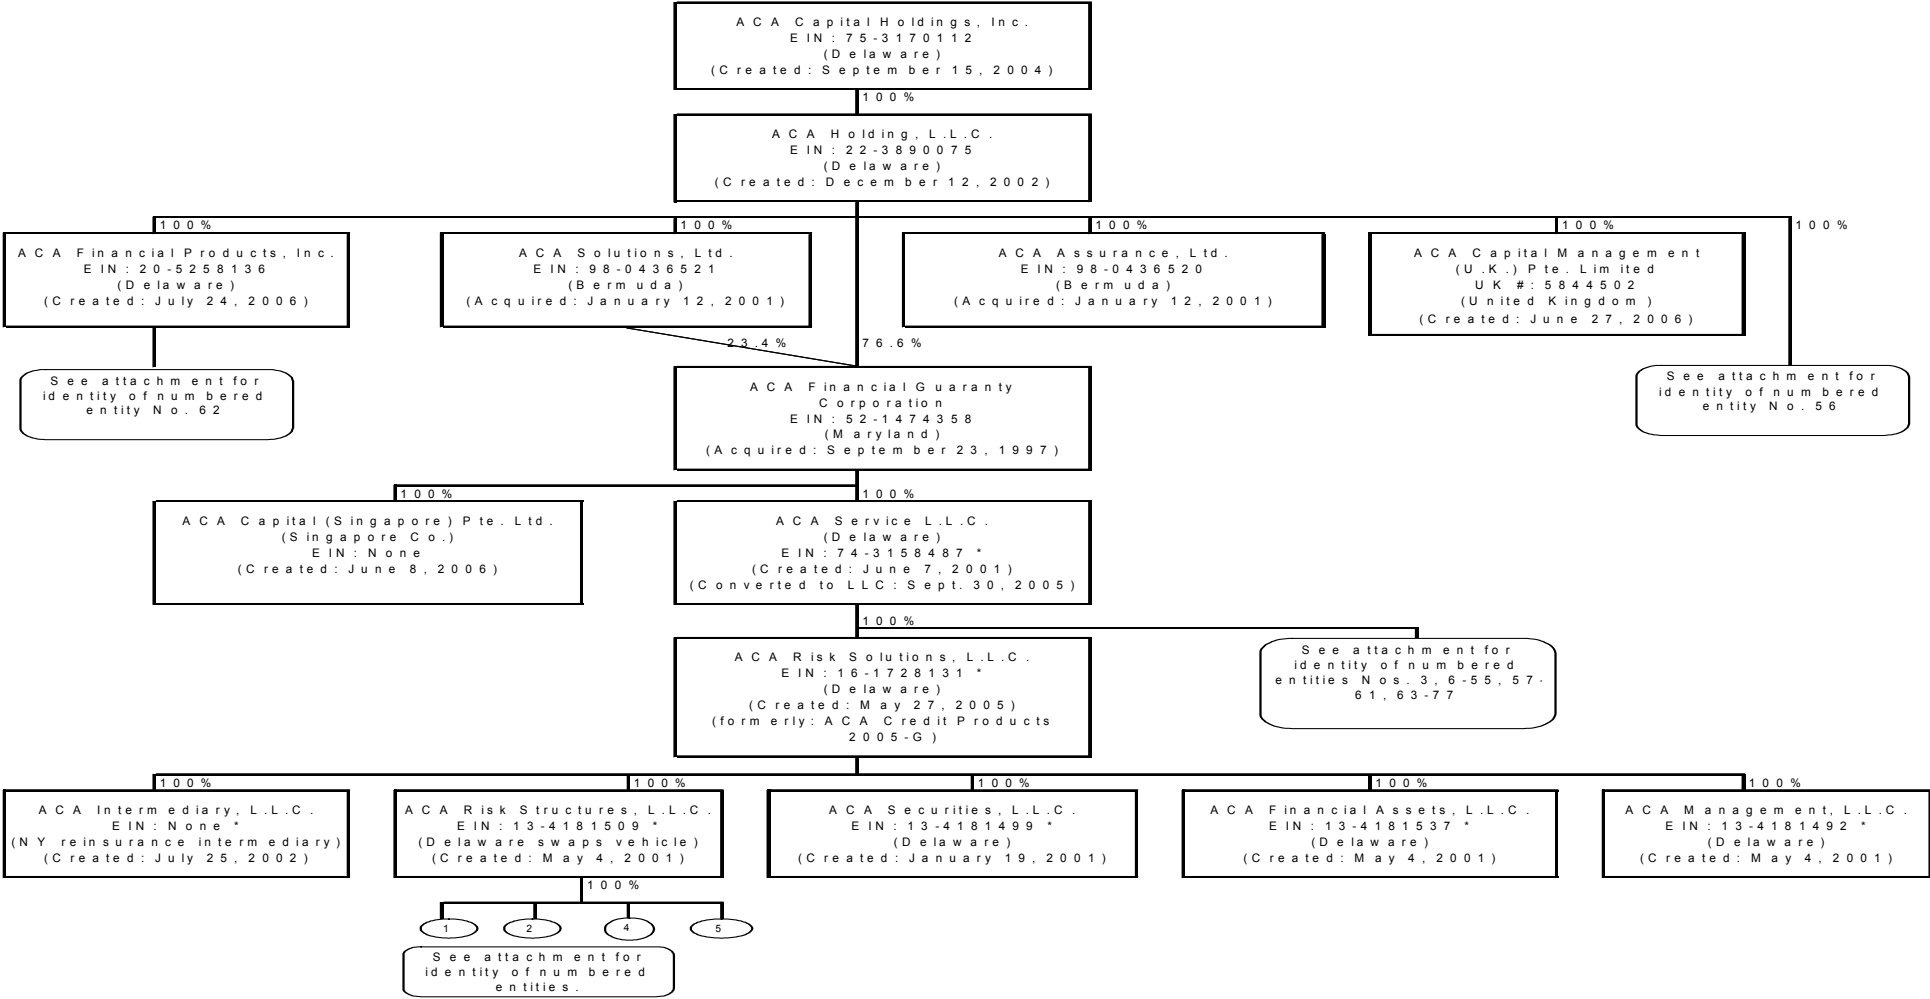 ACA Capital Holdings, Inc.
EIN: 75-3170112
(Delaware)
(Created: September 15, 2004)
100%
ACA Holding, L.L.C.
EIN: 22-3890075
(Delaware)
(Created: December 12, 2002)
100%
100%
100%
100%
100%
ACA Financial Products, Inc.
EIN: 20-5258136
(Delaware)
(Created: July 24, 2006)
ACA Solutions, Ltd.
EIN: 98-0436521
(Bermuda)
(Acquired: January 12, 2001)
ACA Assurance, Ltd.
EIN: 98-0436520
(Bermuda)
(Acquired: January 12, 2001)
ACA Capital Management
(U.K.) Pte. Limited
UK #: 5844502
(United Kingdom)
(Created: June 27, 2006)
23.4%
76.6%
See attachment for
identity of numbered
entity No. 62
ACA Financial Guaranty
Corporation
EIN: 52-1474358
(Maryland)
(Acquired: September 23, 1997)
See attachment for
identity of numbered
entity No. 56
100%
100%
ACA Capital (Singapore) Pte. Ltd.
(Singapore Co.)
EIN: None
(Created: June 8, 2006)
ACA Service L.L.C.
(Delaware)
EIN: 74-3158487 *
(Created: June 7, 2001)
(Converted to LLC: Sept. 30, 2005)
100%
ACA Risk Solutions, L.L.C.
EIN: 16-1728131 *
(Delaware)
(Created: May 27, 2005)
(formerly: ACA Credit Products
2005-G)
See attachment for
identity of numbered
entities Nos. 3, 6-55, 57-
61, 63-77
100%
100%
100%
100%
100%
ACA Intermediary, L.L.C.
EIN: None *
(NY reinsurance intermediary)
(Created: July 25, 2002)
ACA Risk Structures, L.L.C.
EIN: 13-4181509 *
(Delaware swaps vehicle)
(Created: May 4, 2001)
ACA Securities, L.L.C.
EIN: 13-4181499 *
(Delaware)
(Created: January 19, 2001)
ACA Financial Assets, L.L.C.
EIN: 13-4181537 *
(Delaware)
(Created: May 4, 2001)
ACA Management, L.L.C.
EIN: 13-4181492 *
(Delaware)
(Created: May 4, 2001)
100%
1
2
4
5
See attachment for
identity of numbered
entities.